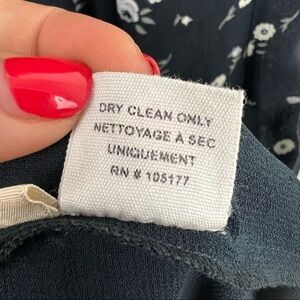 DRY CLEAN ONLY
NETTOYAGE À SEC
UNIQUEMENT
RN # 105177